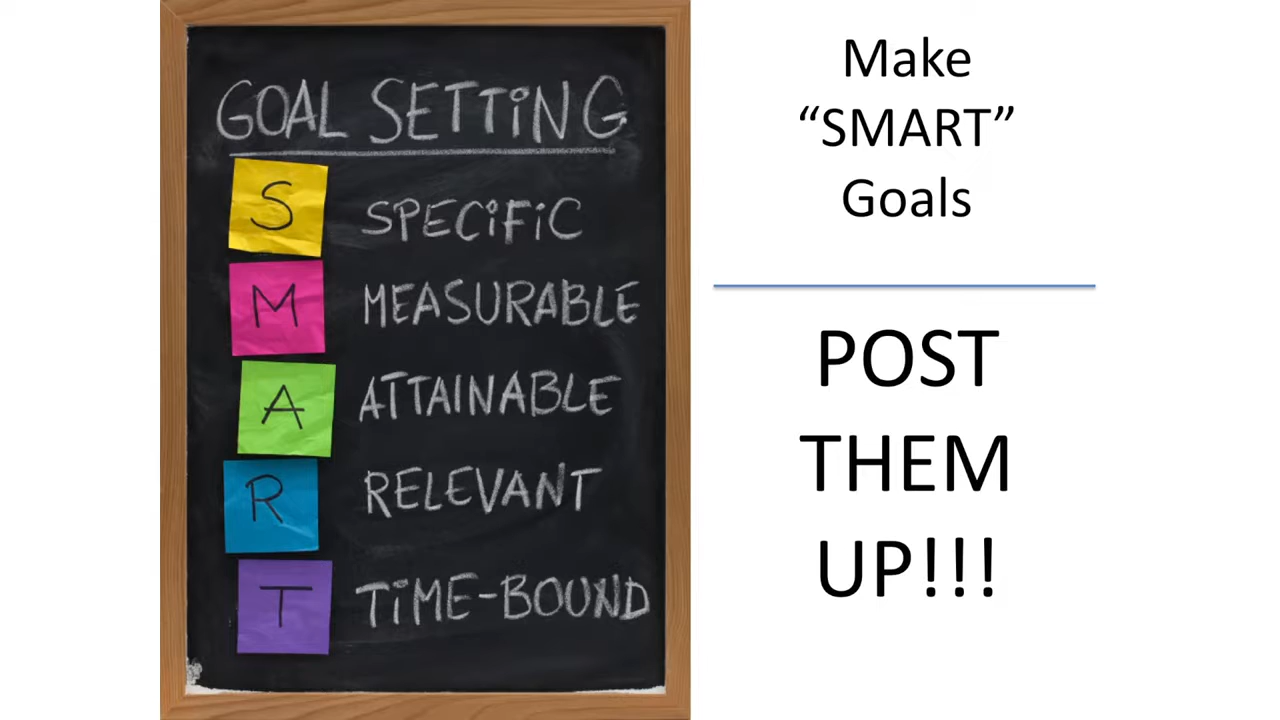 GOAL SETTING
S SPECIFIC
M MEASURABLE
A ATTAINABLE
R RELEVANT
T TIME-BOUND
Make
“SMART”
Goals
POST
THEM
UP!!!